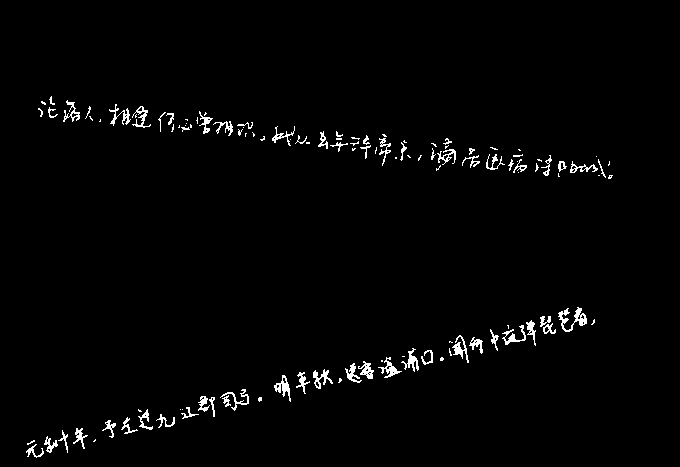 沦落人,相逢何必曾相识。我从去年辞帝京,谪居卧病浔阳城。
元和十年,予左迁九江郡司马。明年秋,送客湓浦口,闻舟中夜弹琵琶者,